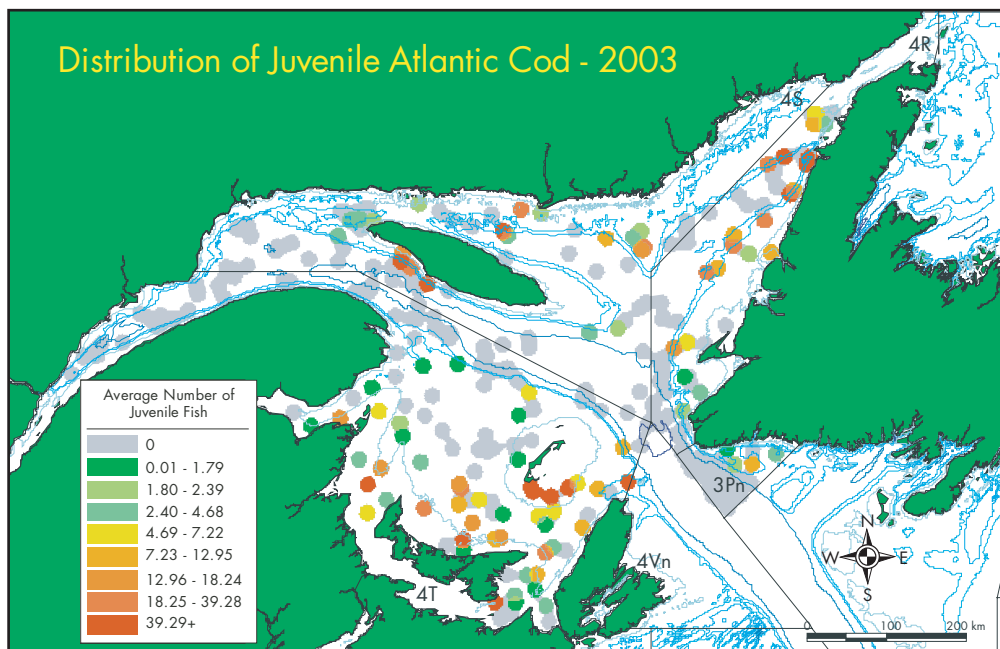 Distribution of Juvenile Atlantic Cod - 2003
4R
4S
3Pn
4Vn
4T
Average Number of
Juvenile Fish
0
0.01 - 1.79
1.80 - 2.39
2.40 - 4.68
4.69 - 7.22
7.23 - 12.95
12.96 - 18.24
18.25 - 39.28
39.29+
N
W E
S
0 100 200 km